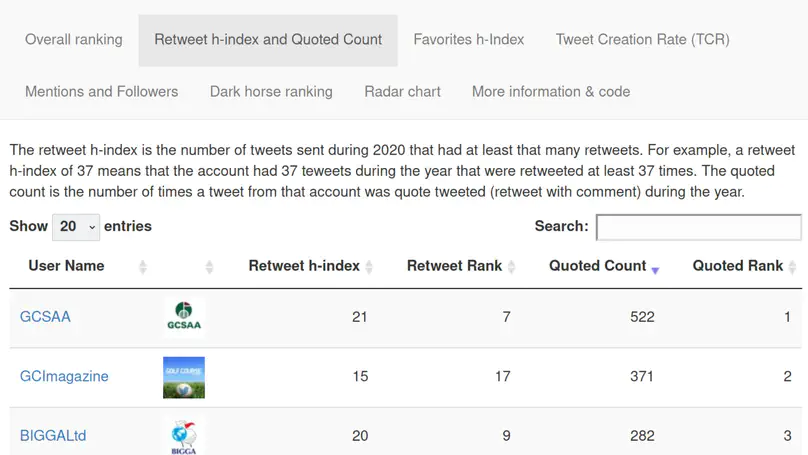 Overall ranking Retweet h-index and Quoted Count Favorites h-Index Tweet Creation Rate (TCR)
Mentions and Followers Dark horse ranking Radar chart More information & code
The retweet h-index is the number of tweets sent during 2020 that had at least that many retweets. For example, a retweet
h-index of 37 means that the account had 37 teweets during the year that were retweeted at least 37 times. The quoted
count is the number of times a tweet from that account was quote tweeted (retweet with comment) during the year.
Show 20 entries Search:
User Name Retweet h-index Retweet Rank Quoted Count Quoted Rank
GCSAA GCSAA 21 7 522 1
GCImagazine GOLF COURSE 15 17 371 2
BIGGALtd BIGGA 20 9 282 3